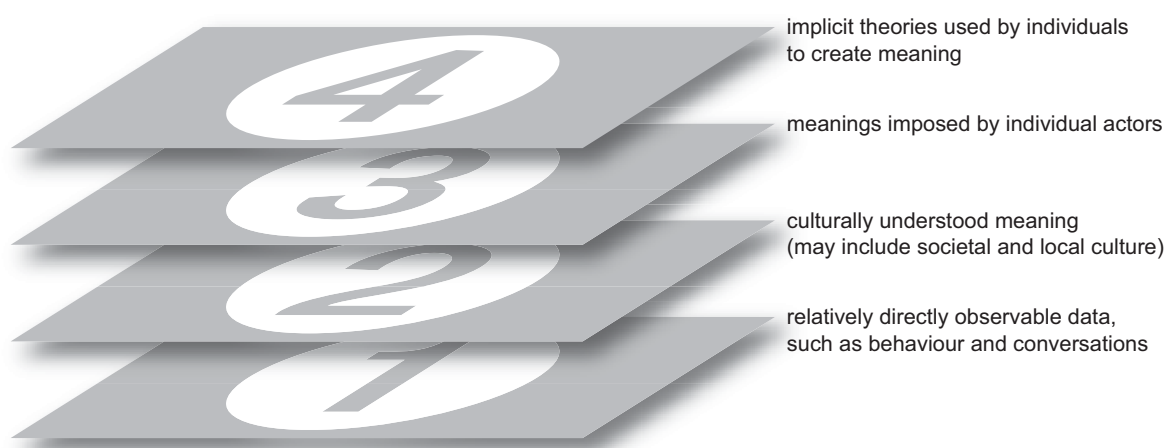 4
implicit theories used by individuals
to create meaning
3
meanings imposed by individual actors
2
culturally understood meaning
(may include societal and local culture)
1
relatively directly observable data,
such as behaviour and conversations